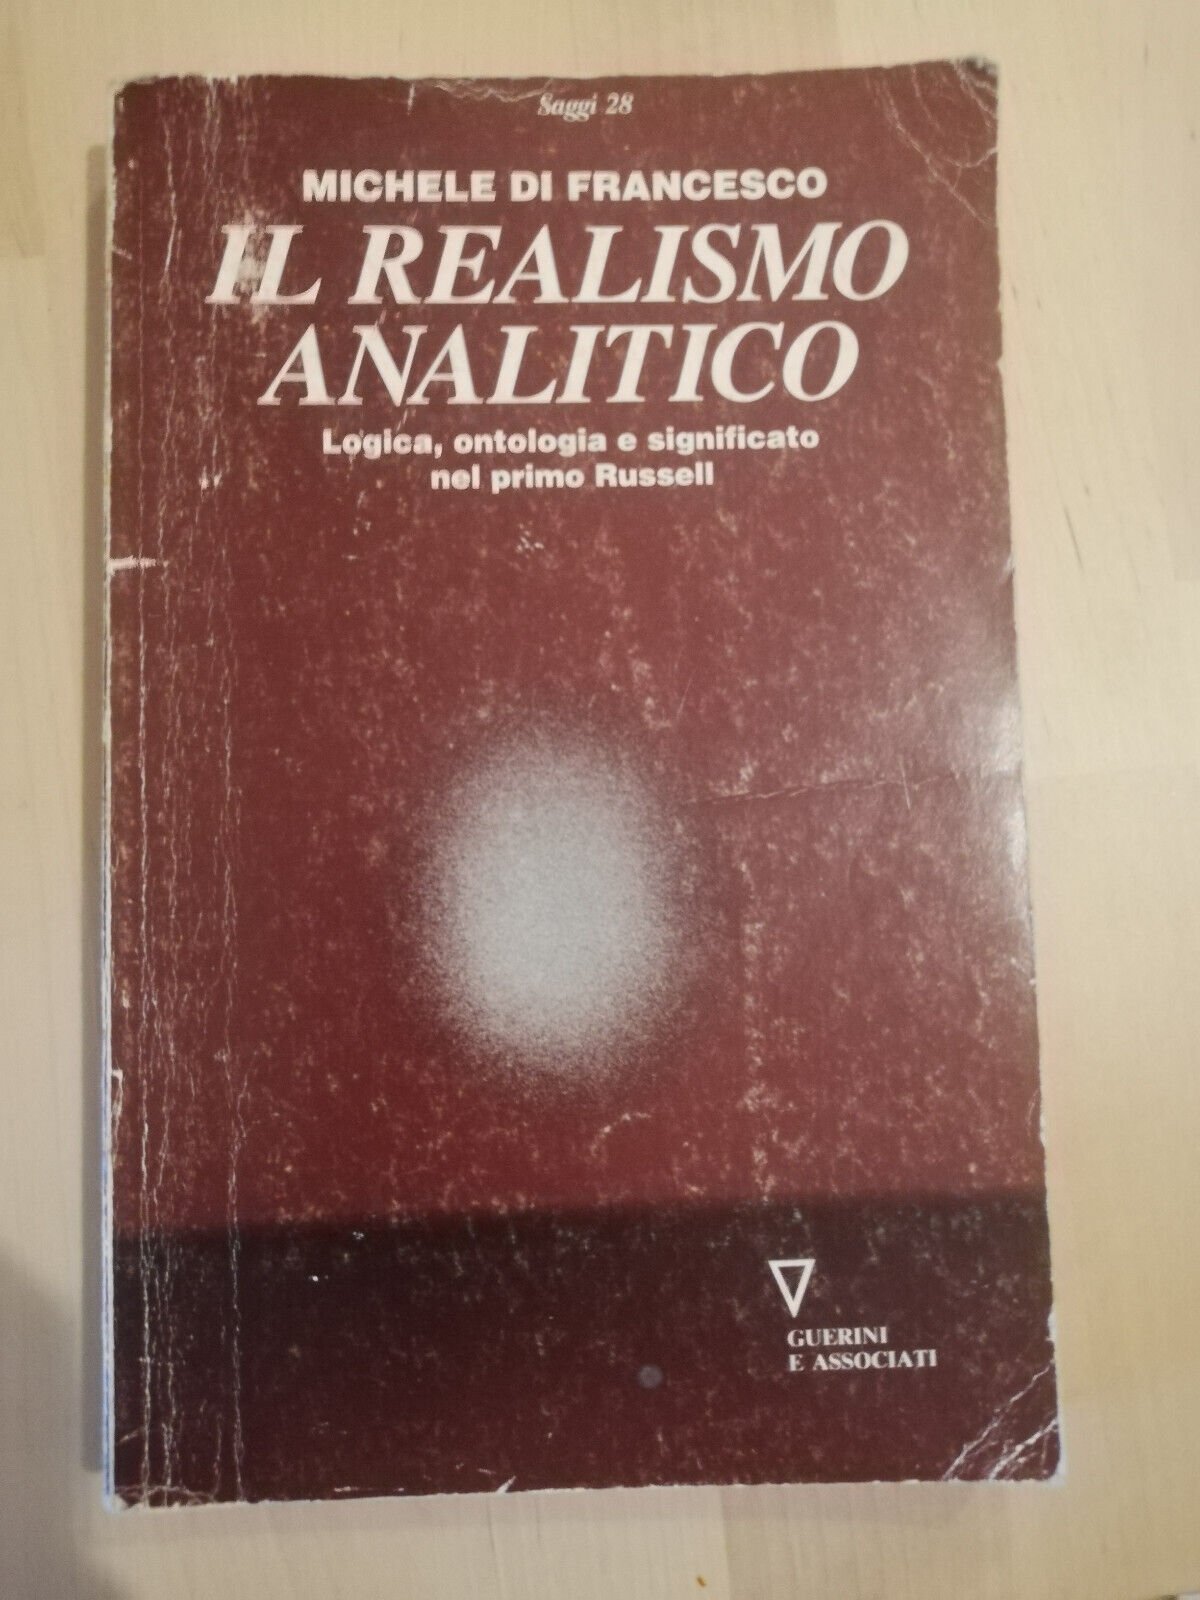 Saggi 28
MICHELE DI FRANCESCO
IL REALISMO
ANALITICO
Logica, ontologia e significato
nel primo Russell
GUERINI
E ASSOCIATI